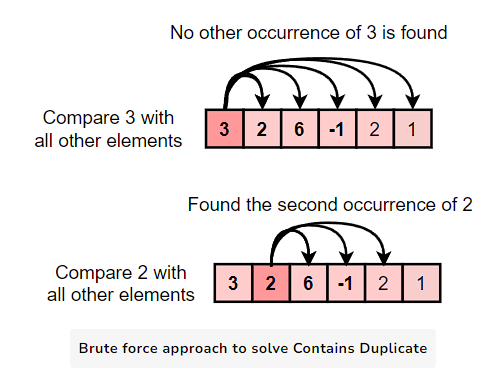 No other occurrence of 3 is found
Compare 3 with
all other elements
3 2 6 -1 2 1
Found the second occurrence of 2
Compare 2 with
all other elements
3 2 6 -1 2 1
Brute force approach to solve Contains Duplicate